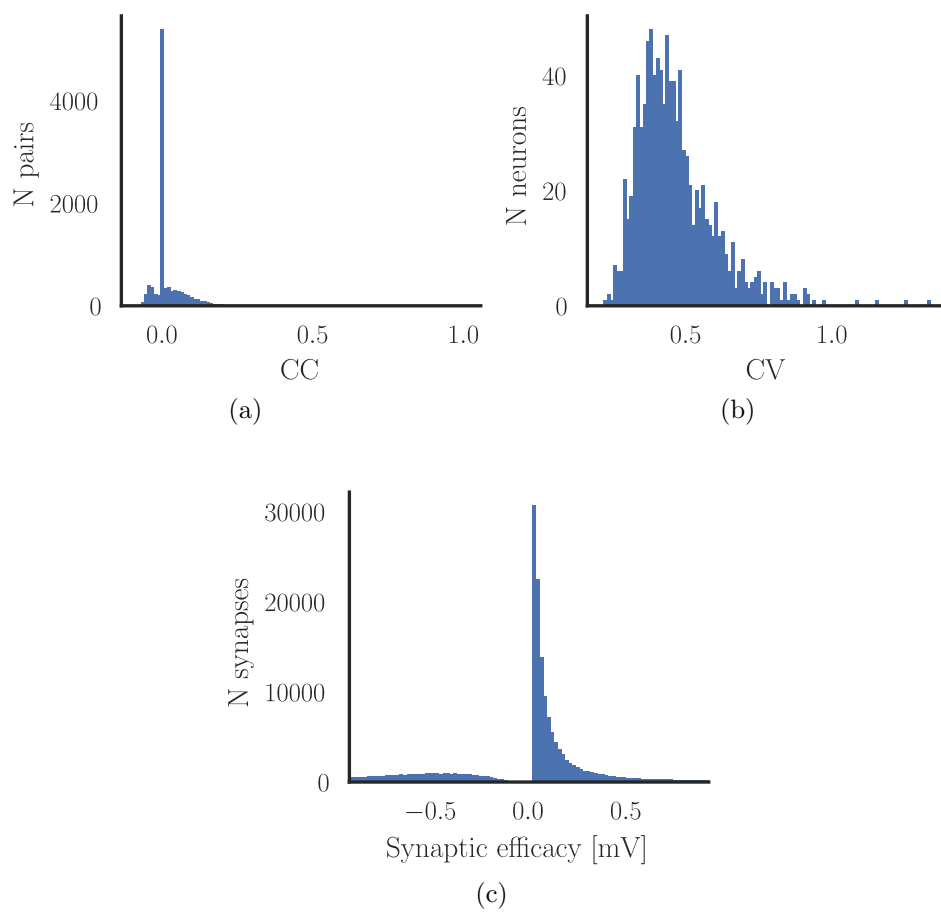 4000
2000
0
N pairs
0.0 0.5 1.0
CC
(a)
40
20
0
N neurons
0.5 1.0
CV
(b)
30000
20000
10000
0
N synapses
−0.5 0.0 0.5
Synaptic efficacy [mV]
(c)